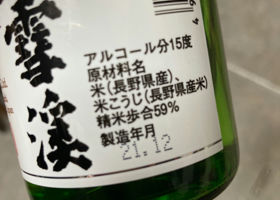 雪渓
アルコール分15度
原材料名
米(長野県産)、
米こうじ(長野県産米)
精米歩合59%
製造年月
21.12